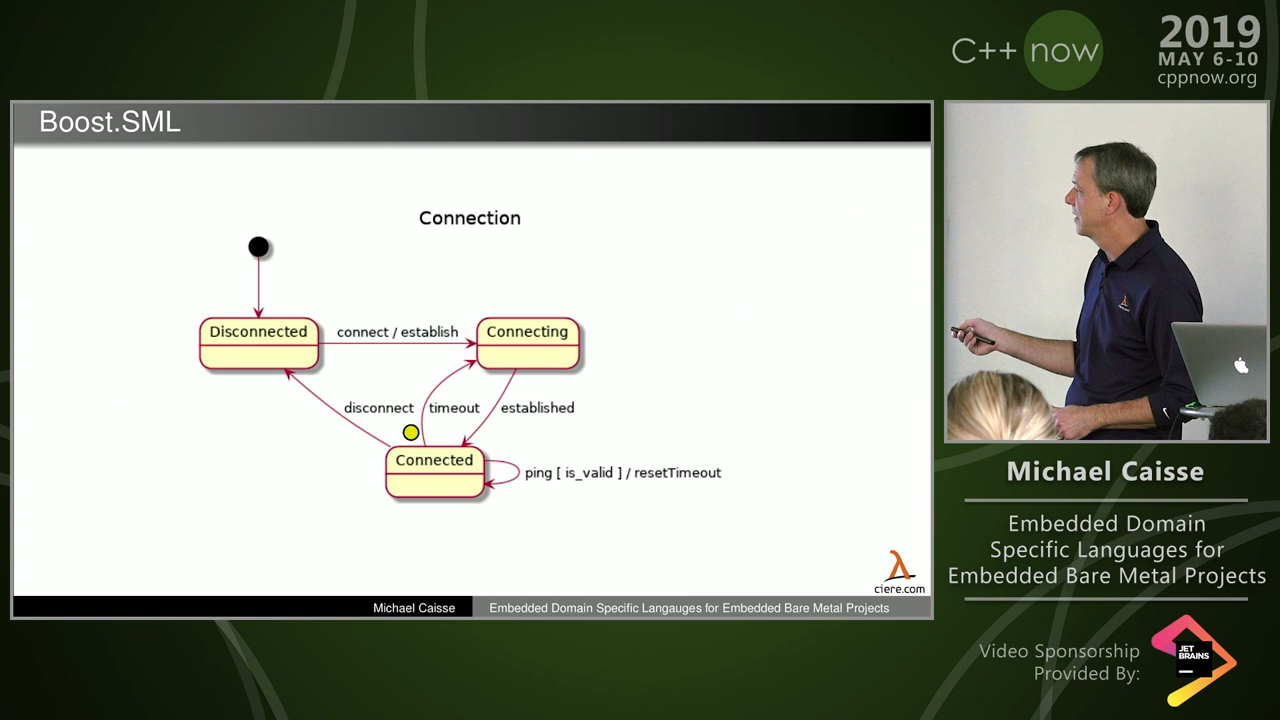 C++ now
2019
MAY 6-10
cppnow.org
Boost.SML
Connection
Disconnected
connect / establish
Connecting
disconnect
timeout
established
Connected
ping [ is_valid ] / resetTimeout
ciere.com
Michael Caisse
Embedded Domain Specific Langauges for Embedded Bare Metal Projects
Michael Caisse
Embedded Domain
Specific Languages for
Embedded Bare Metal Projects
Video Sponsorship
Provided By:
JET
BRAINS